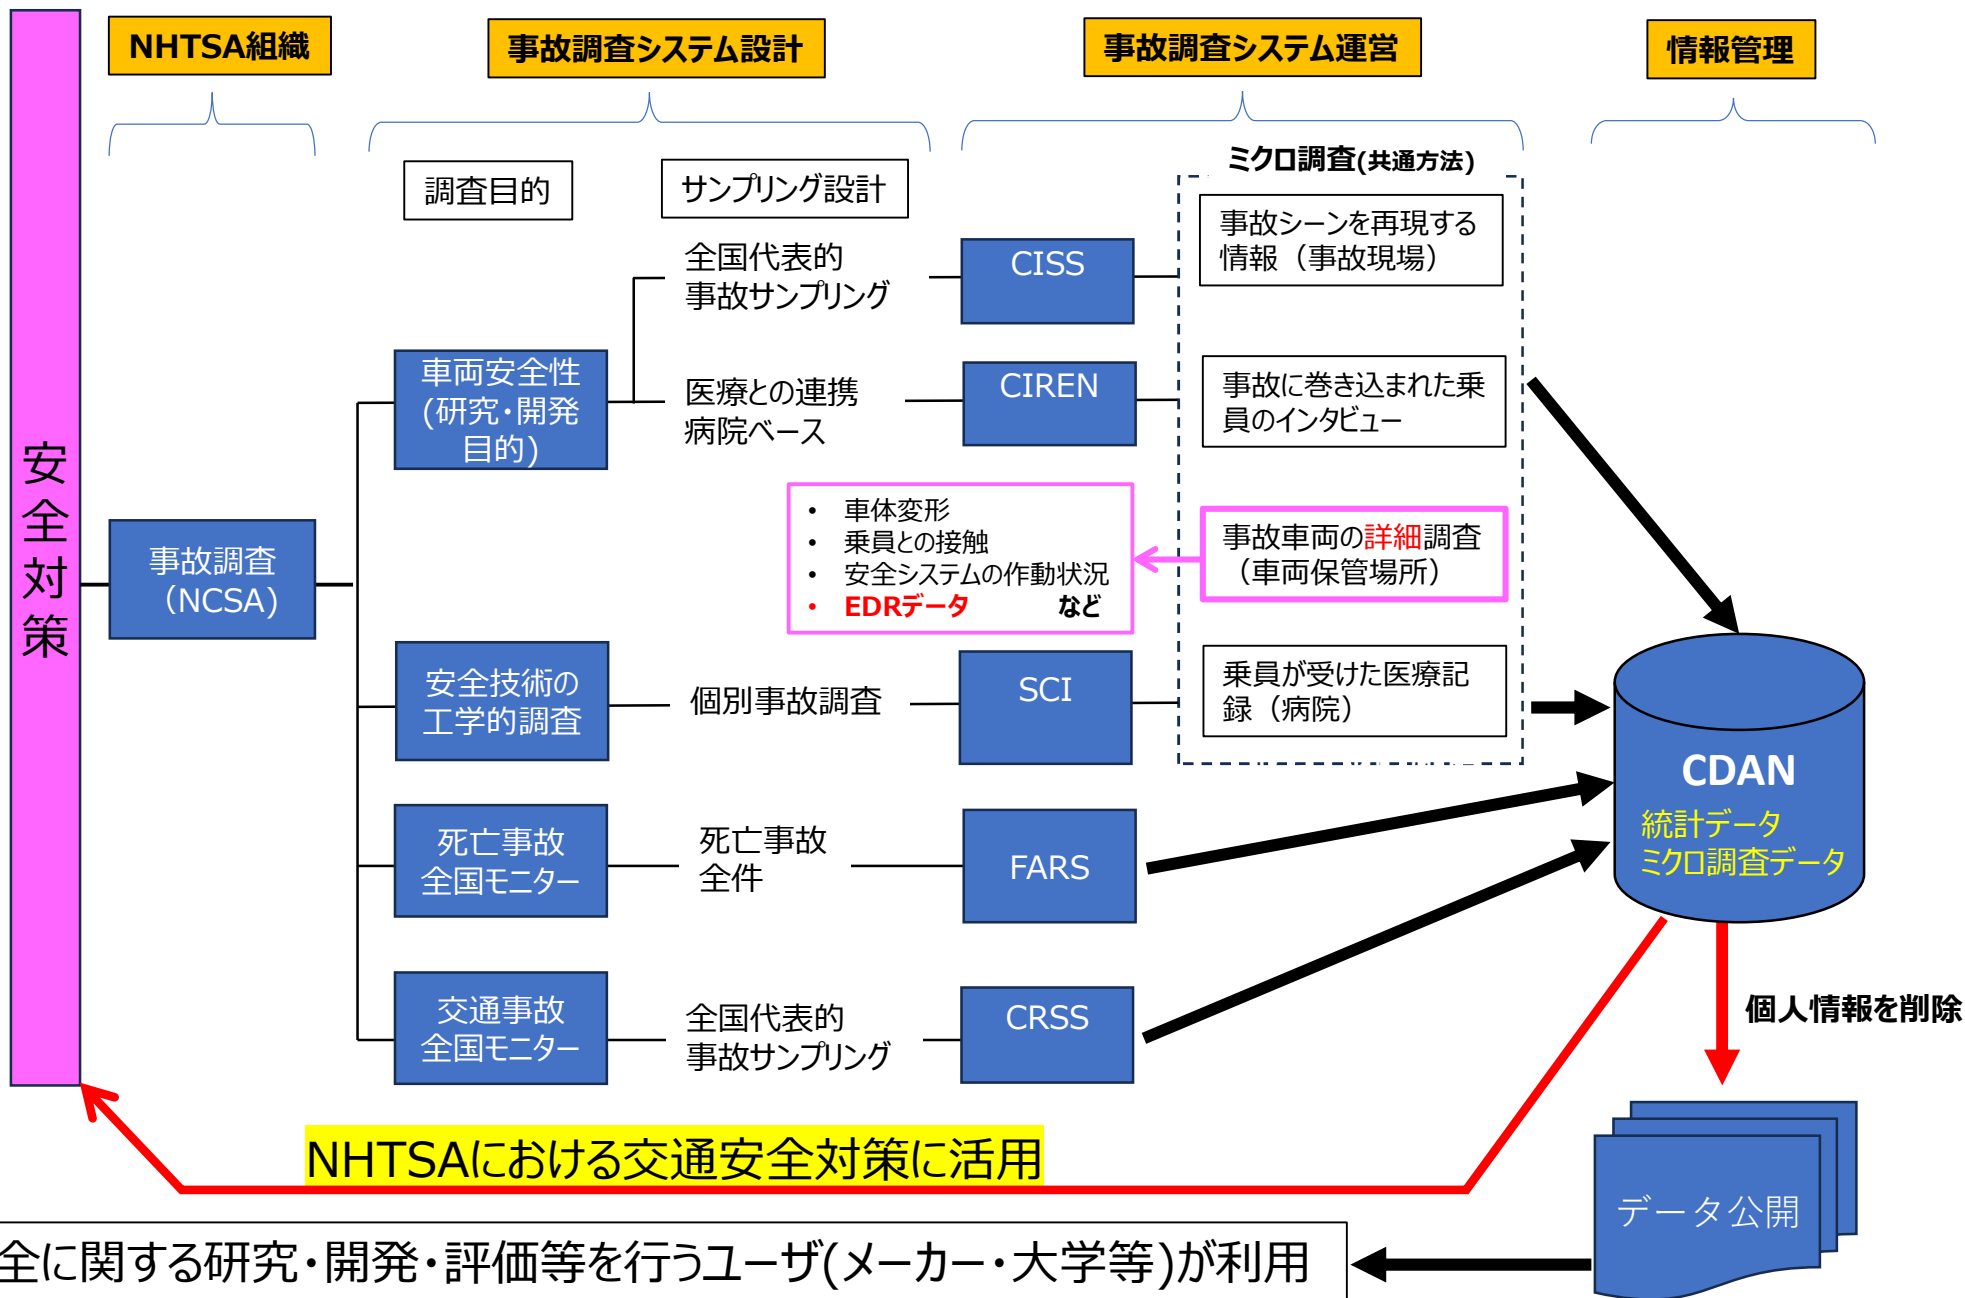 NHTSA組織
事故調査システム設計
事故調査システム運営
情報管理
調査目的
サンプリング設計
ミクロ調査(共通方法)
安全対策
事故調査
（NCSA）
車両安全性
(研究・開発
目的)
全国代表的
事故サンプリング
CISS
医療との連携
病院ベース
CIREN
事故シーンを再現する
情報（事故現場）
事故に巻き込まれた乗
員のインタビュー
• 車体変形
• 乗員との接触
• 安全システムの作動状況
• EDRデータ など
事故車両の詳細調査
（車両保管場所）
安全技術の
工学的調査
個別事故調査
SCI
乗員が受けた医療記
録（病院）
死亡事故
全国モニター
死亡事故
全件
FARS
交通事故
全国モニター
全国代表的
事故サンプリング
CRSS
CDAN
統計データ
ミクロ調査データ
個人情報を削除
NHTSAにおける交通安全対策に活用
データ公開
全に関する研究・開発・評価等を行うユーザ(メーカー・大学等)が利用